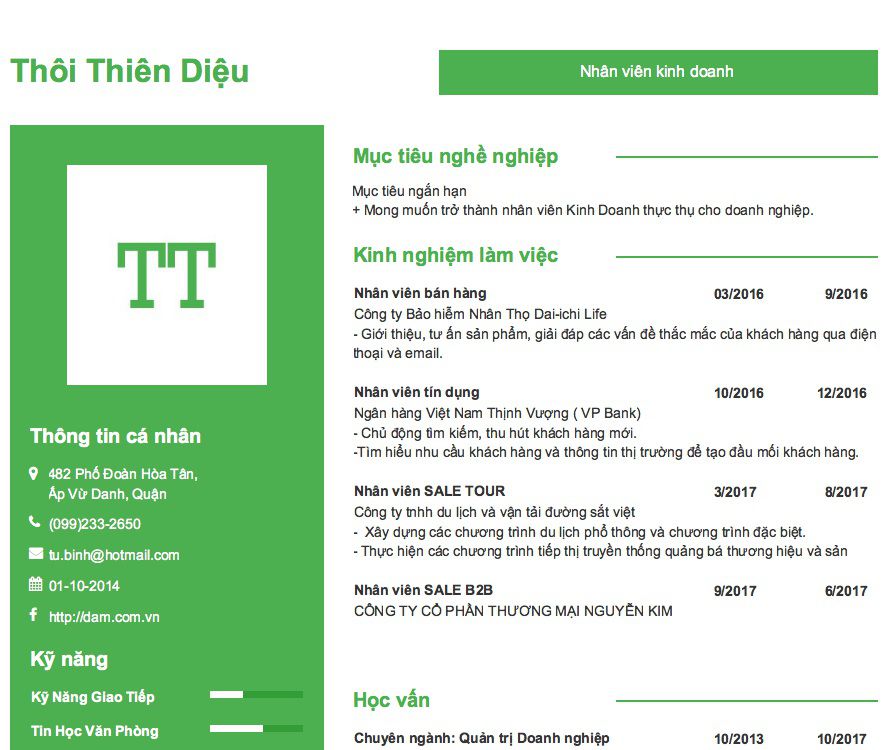 Thôi Thiên Diệu
Nhân viên kinh doanh
TT
Thông tin cá nhân
482 Phố Đoàn Hòa Tân,
Ấp Vừ Danh, Quận
(099)233-2650
tu.binh@hotmail.com
01-10-2014
http://dam.com.vn
Kỹ năng
Kỹ Năng Giao Tiếp
Tin Học Văn Phòng
Mục tiêu nghề nghiệp
Mục tiêu ngắn hạn
+ Mong muốn trở thành nhân viên Kinh Doanh thực thụ cho doanh nghiệp.
Kinh nghiệm làm việc
Nhân viên bán hàng 03/2016 9/2016
Công ty Bảo hiểm Nhân Thọ Dai-ichi Life
- Giới thiệu, tư ấn sản phẩm, giải đáp các vấn đề thắc mắc của khách hàng qua điện
thoại và email.
Nhân viên tín dụng 10/2016 12/2016
Ngân hàng Việt Nam Thịnh Vượng ( VP Bank)
- Chủ động tìm kiếm, thu hút khách hàng mới.
-Tìm hiểu nhu cầu khách hàng và thông tin thị trường để tạo đầu mối khách hàng.
Nhân viên SALE TOUR 3/2017 8/2017
Công ty tnhh du lịch và vận tải đường sắt việt
- Xây dựng các chương trình du lịch phổ thông và chương trình đặc biệt.
- Thực hiện các chương trình tiếp thị truyền thống quảng bá thương hiệu và sản
Nhân viên SALE B2B 9/2017 6/2017
CÔNG TY CỔ PHẦN THƯƠNG MẠI NGUYỄN KIM
Học vấn
Chuyên ngành: Quản trị Doanh nghiệp 10/2013 10/2017